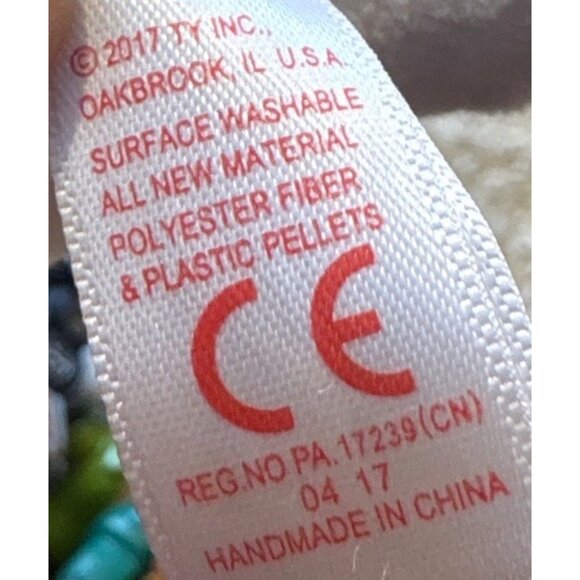 © 2017 TY INC.,
OAKBROOK, IL U.S.A.
SURFACE WASHABLE
ALL NEW MATERIAL
POLYESTER FIBER
& PLASTIC PELLETS
CE
REG.NO PA.17239(CN)
04 17
HANDMADE IN CHINA